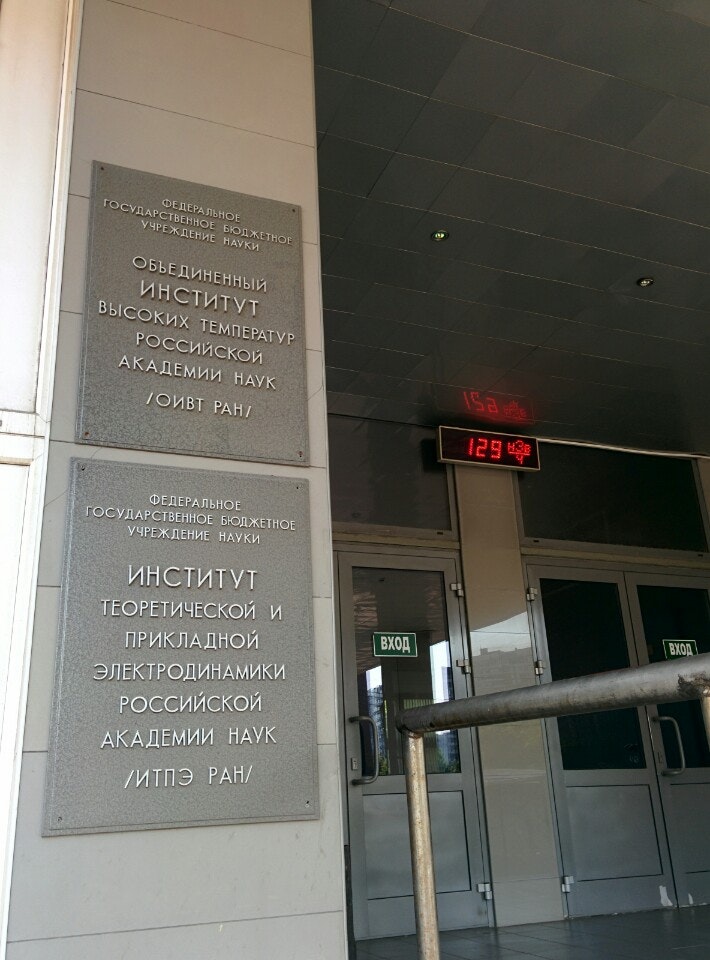 ФЕДЕРАЛЬНОЕ
ГОСУДАРСТВЕННОЕ БЮДЖЕТНОЕ
УЧРЕЖДЕНИЕ НАУКИ
ОБЪЕДИНЕННЫЙ
ИНСТИТУТ
ВЫСОКИХ ТЕМПЕРАТУР
РОССИЙСКОЙ
АКАДЕМИИ НАУК
/ОИВТ РАН/
ФЕДЕРАЛЬНОЕ
ГОСУДАРСТВЕННОЕ БЮДЖЕТНОЕ
УЧРЕЖДЕНИЕ НАУКИ
ИНСТИТУТ
ТЕОРЕТИЧЕСКОЙ И
ПРИКЛАДНОЙ
ЭЛЕКТРОДИНАМИКИ
РОССИЙСКОЙ
АКАДЕМИИ НАУК
/ИТПЭ РАН/
129 нЗв
ч
ВХОД
ВХОД